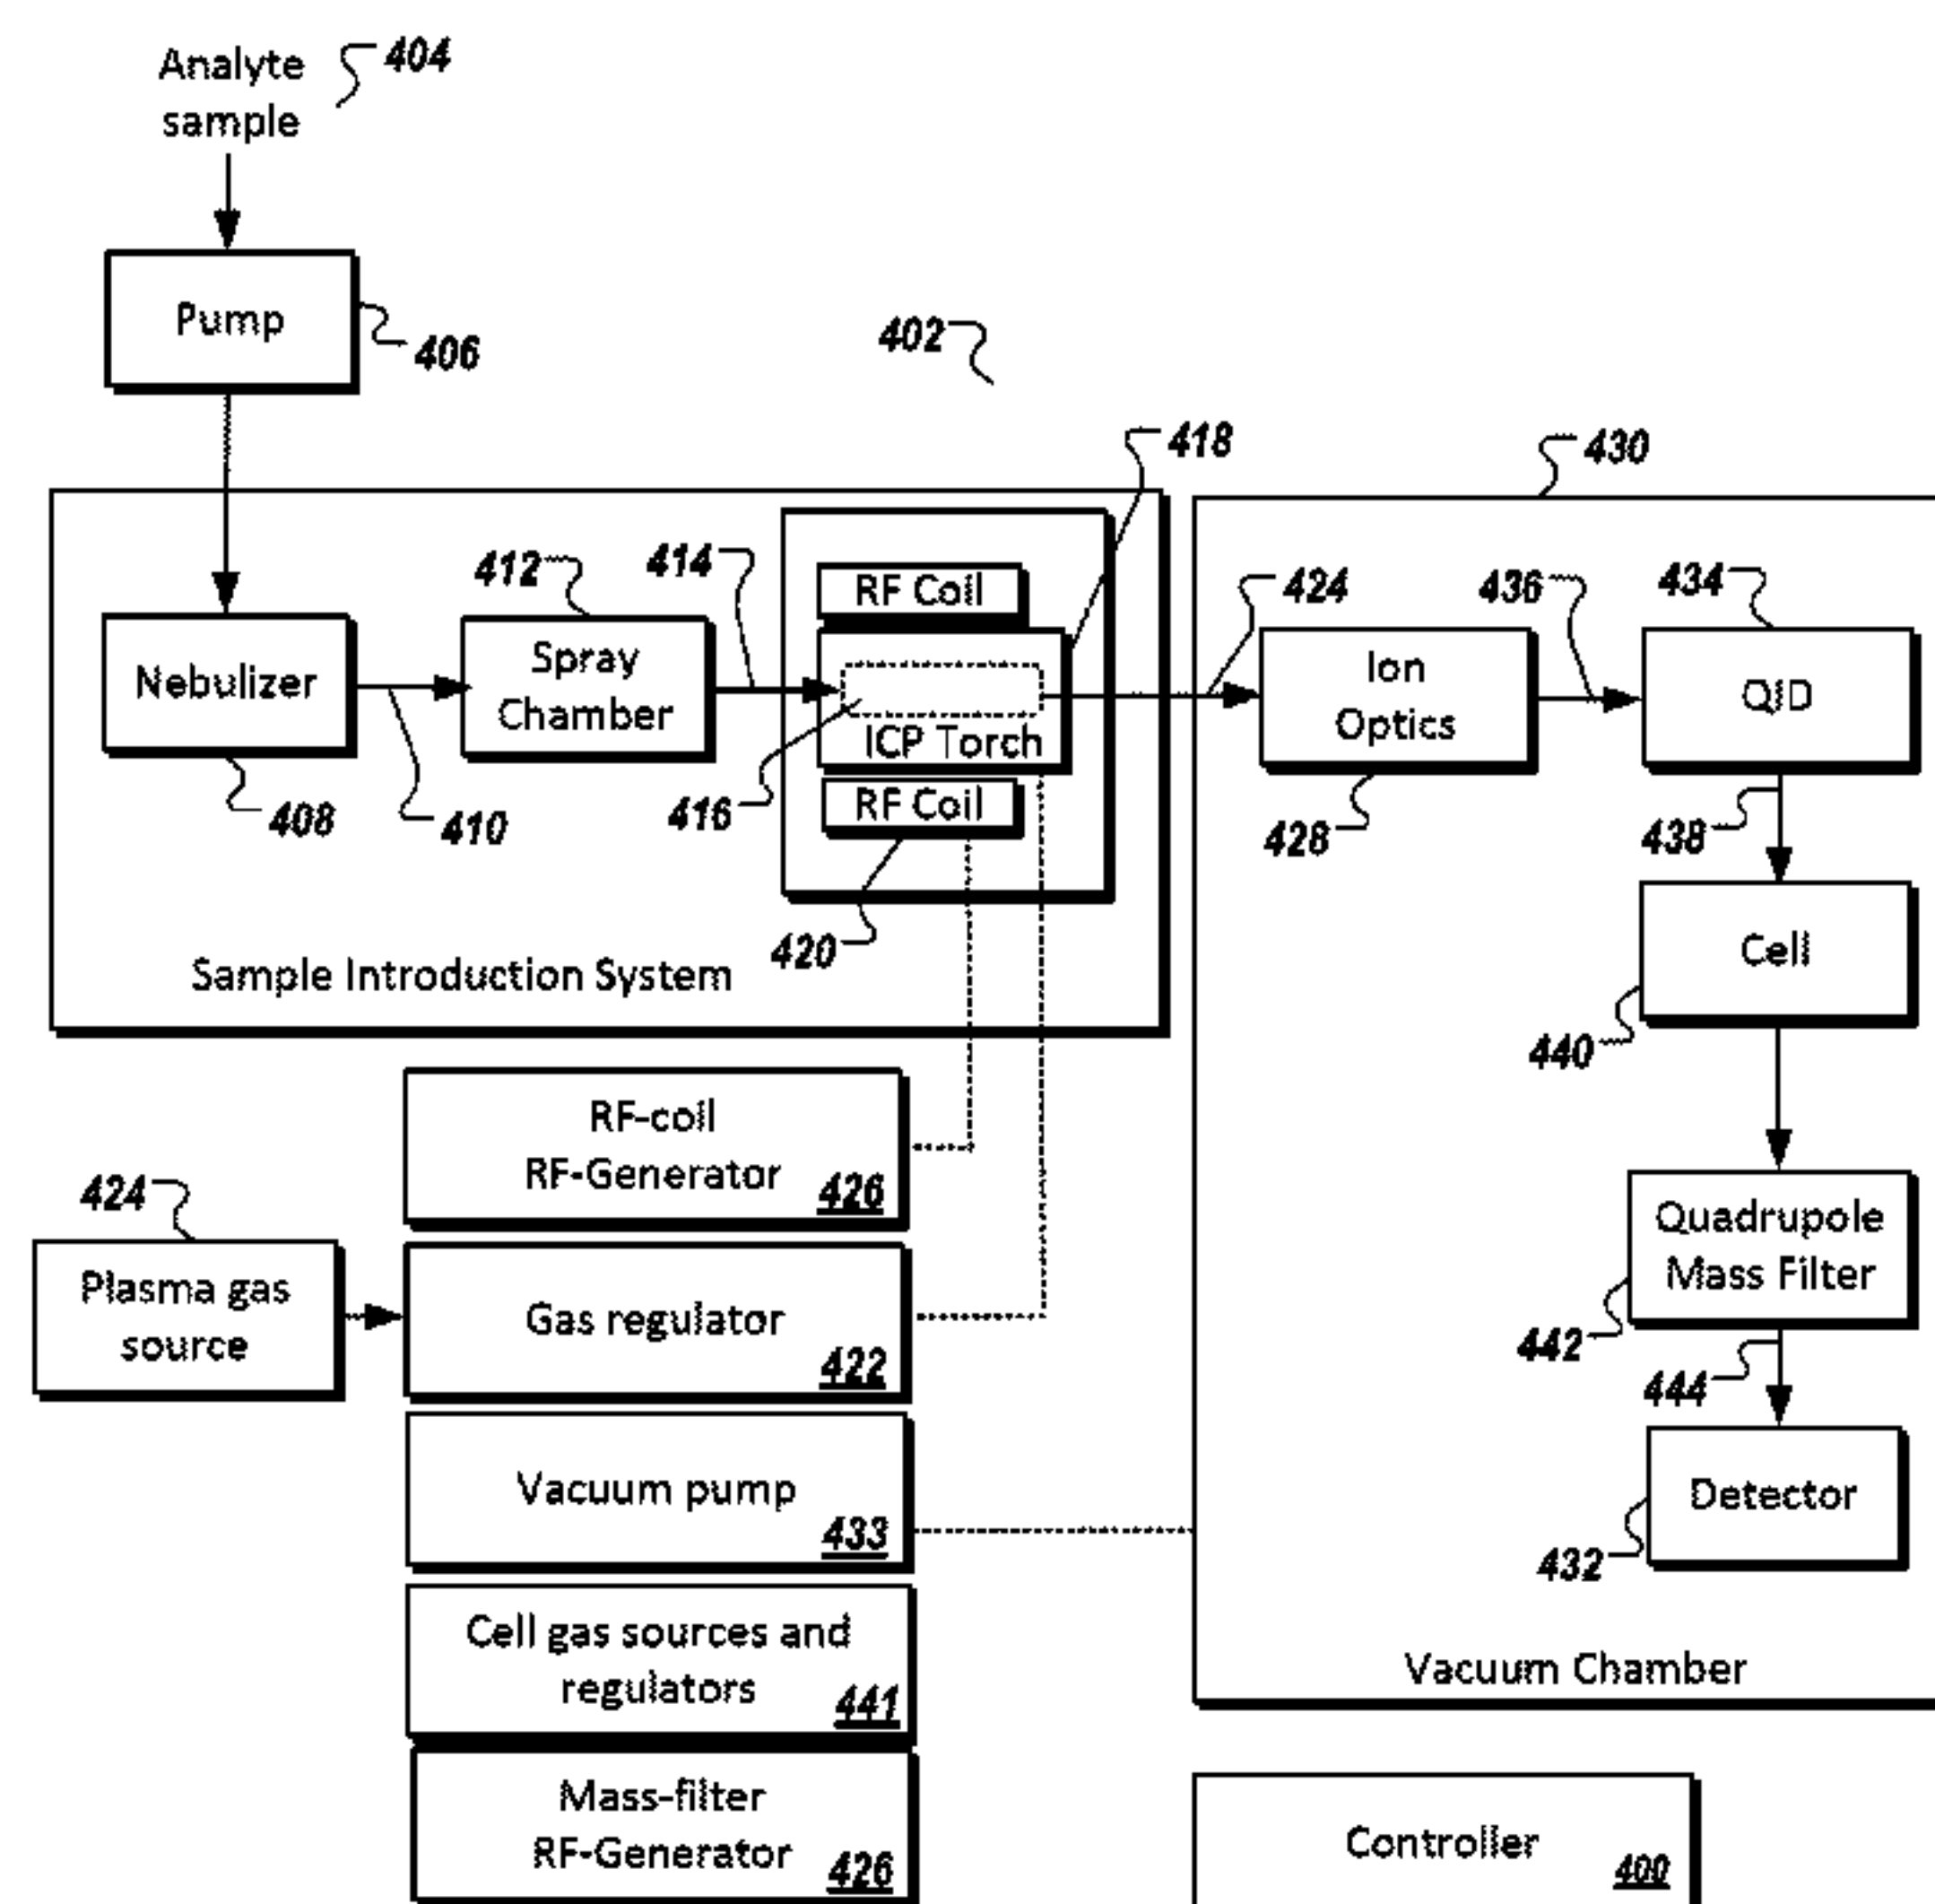 Analyte
sample
404
Pump
406
402
418
430
412
414
RF Coil
424
436
434
Nebulizer
Spray
Chamber
ICP Torch
Ion
Optics
QID
RF Coil
408
410
416
428
438
420
Cell
Sample Introduction System
440
RF-coil
RF-Generator
426
424
Plasma gas
source
Gas regulator
422
Quadrupole
Mass Filter
442
444
Vacuum pump
433
Detector
432
Cell gas sources and
regulators
441
Vacuum Chamber
Mass-filter
RF-Generator
426
Controller
400